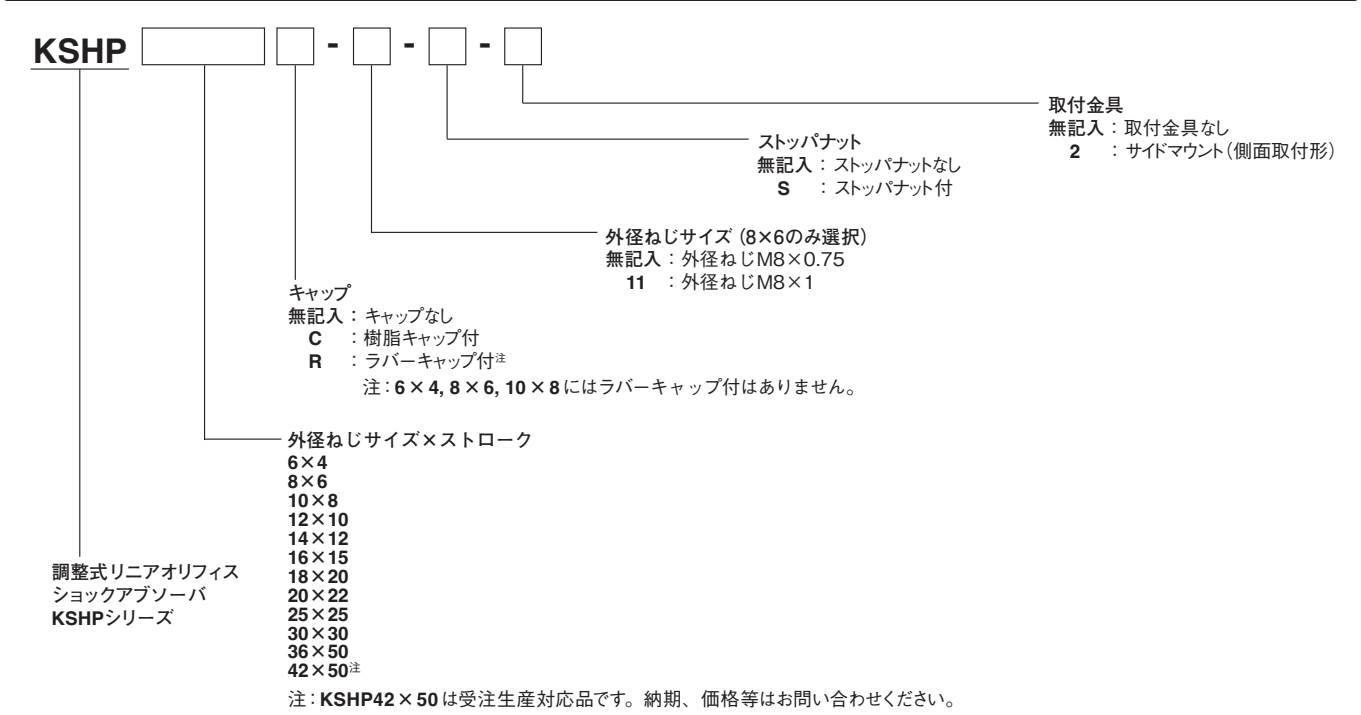 KSHP - - -
取付金具
無記入：取付金具なし
2 ：サイドマウント（側面取付形）
ストッパナット
無記入：ストッパナットなし
S ：ストッパナット付
外径ねじサイズ（8×6のみ選択）
無記入：外径ねじM8×0.75
11 ：外径ねじM8×1
キャップ
無記入：キャップなし
C ：樹脂キャップ付
R ：ラバーキャップ付注
注：6×4, 8×6, 10×8にはラバーキャップ付はありません。
外径ねじサイズ×ストローク
6×4
8×6
10×8
12×10
14×12
16×15
18×20
20×22
25×25
30×30
36×50
42×50注
注：KSHP42×50は受注生産対応品です。納期、価格等はお問い合わせください。
調整式リニアオリフィス
ショックアブソーバ
KSHPシリーズ